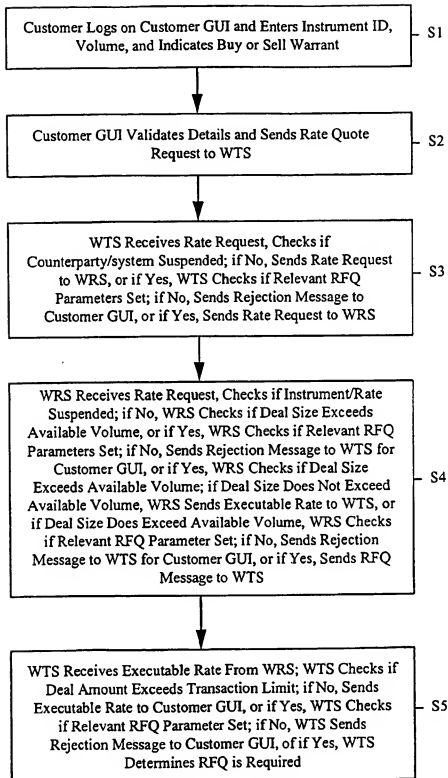 Customer Logs on Customer GUI and Enters Instrument ID,
Volume, and Indicates Buy or Sell Warrant
S1
Customer GUI Validates Details and Sends Rate Quote
Request to WTS
S2
WTS Receives Rate Request, Checks if
Counterparty/system Suspended; if No, Sends Rate Request
to WRS, or if Yes, WTS Checks if Relevant RFQ
Parameters Set; if No, Sends Rejection Message to
Customer GUI, or if Yes, Sends Rate Request to WRS
S3
WRS Receives Rate Request, Checks if Instrument/Rate
Suspended; if No, WRS Checks if Deal Size Exceeds
Available Volume, or if Yes, WRS Checks if Relevant RFQ
Parameters Set; if No, Sends Rejection Message to WTS for
Customer GUI, or if Yes, WRS Checks if Deal Size
Exceeds Available Volume; if Deal Size Does Not Exceed
Available Volume, WRS Sends Executable Rate to WTS, or
if Deal Size Does Exceed Available Volume, WRS Checks
if Relevant RFQ Parameter Set; if No, Sends Rejection
Message to WTS for Customer GUI, or if Yes, Sends RFQ
Message to WTS
S4
WTS Receives Executable Rate From WRS; WTS Checks if
Deal Amount Exceeds Transaction Limit; if No, Sends
Executable Rate to Customer GUI, or if Yes, WTS Checks
if Relevant RFQ Parameter Set; if No, WTS Sends
Rejection Message to Customer GUI, of if Yes, WTS
Determines RFQ is Required
S5